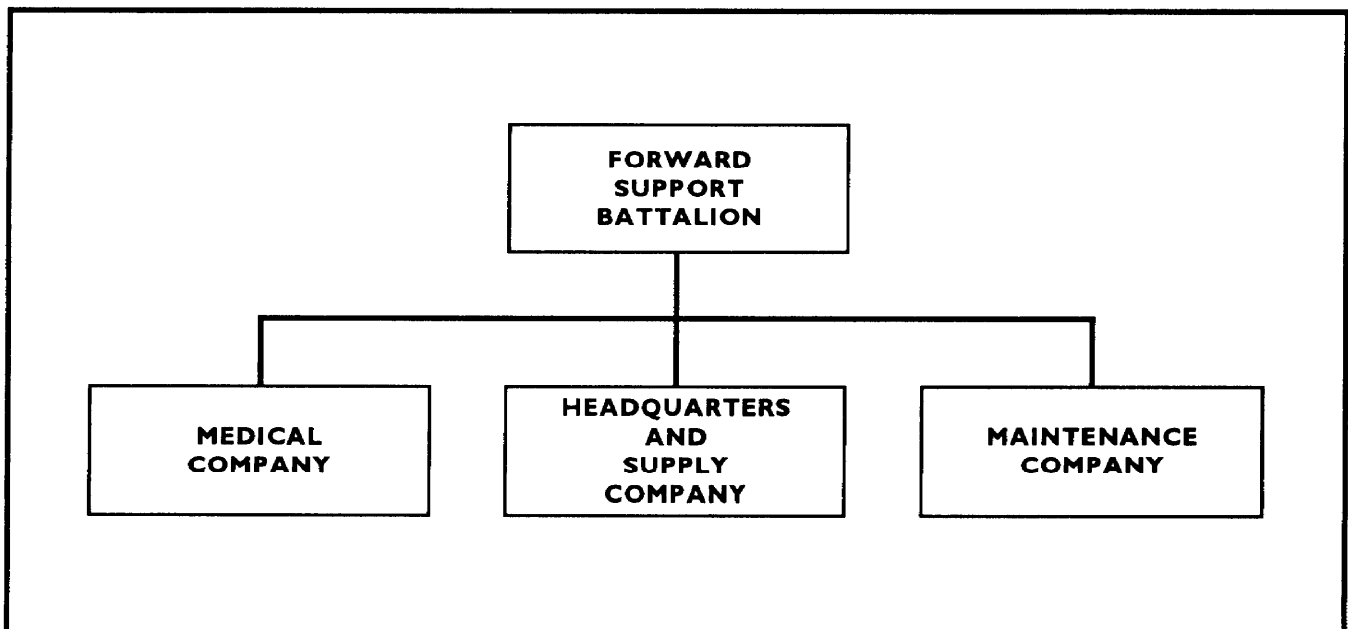 FORWARD
SUPPORT
BATTALION
MEDICAL
COMPANY
HEADQUARTERS
AND
SUPPLY
COMPANY
MAINTENANCE
COMPANY